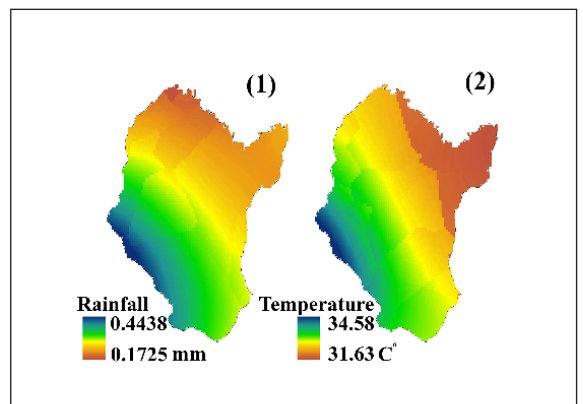 (1)
(2)
Rainfall
0.4438
0.1725 mm
Temperature
34.58
31.63 C°